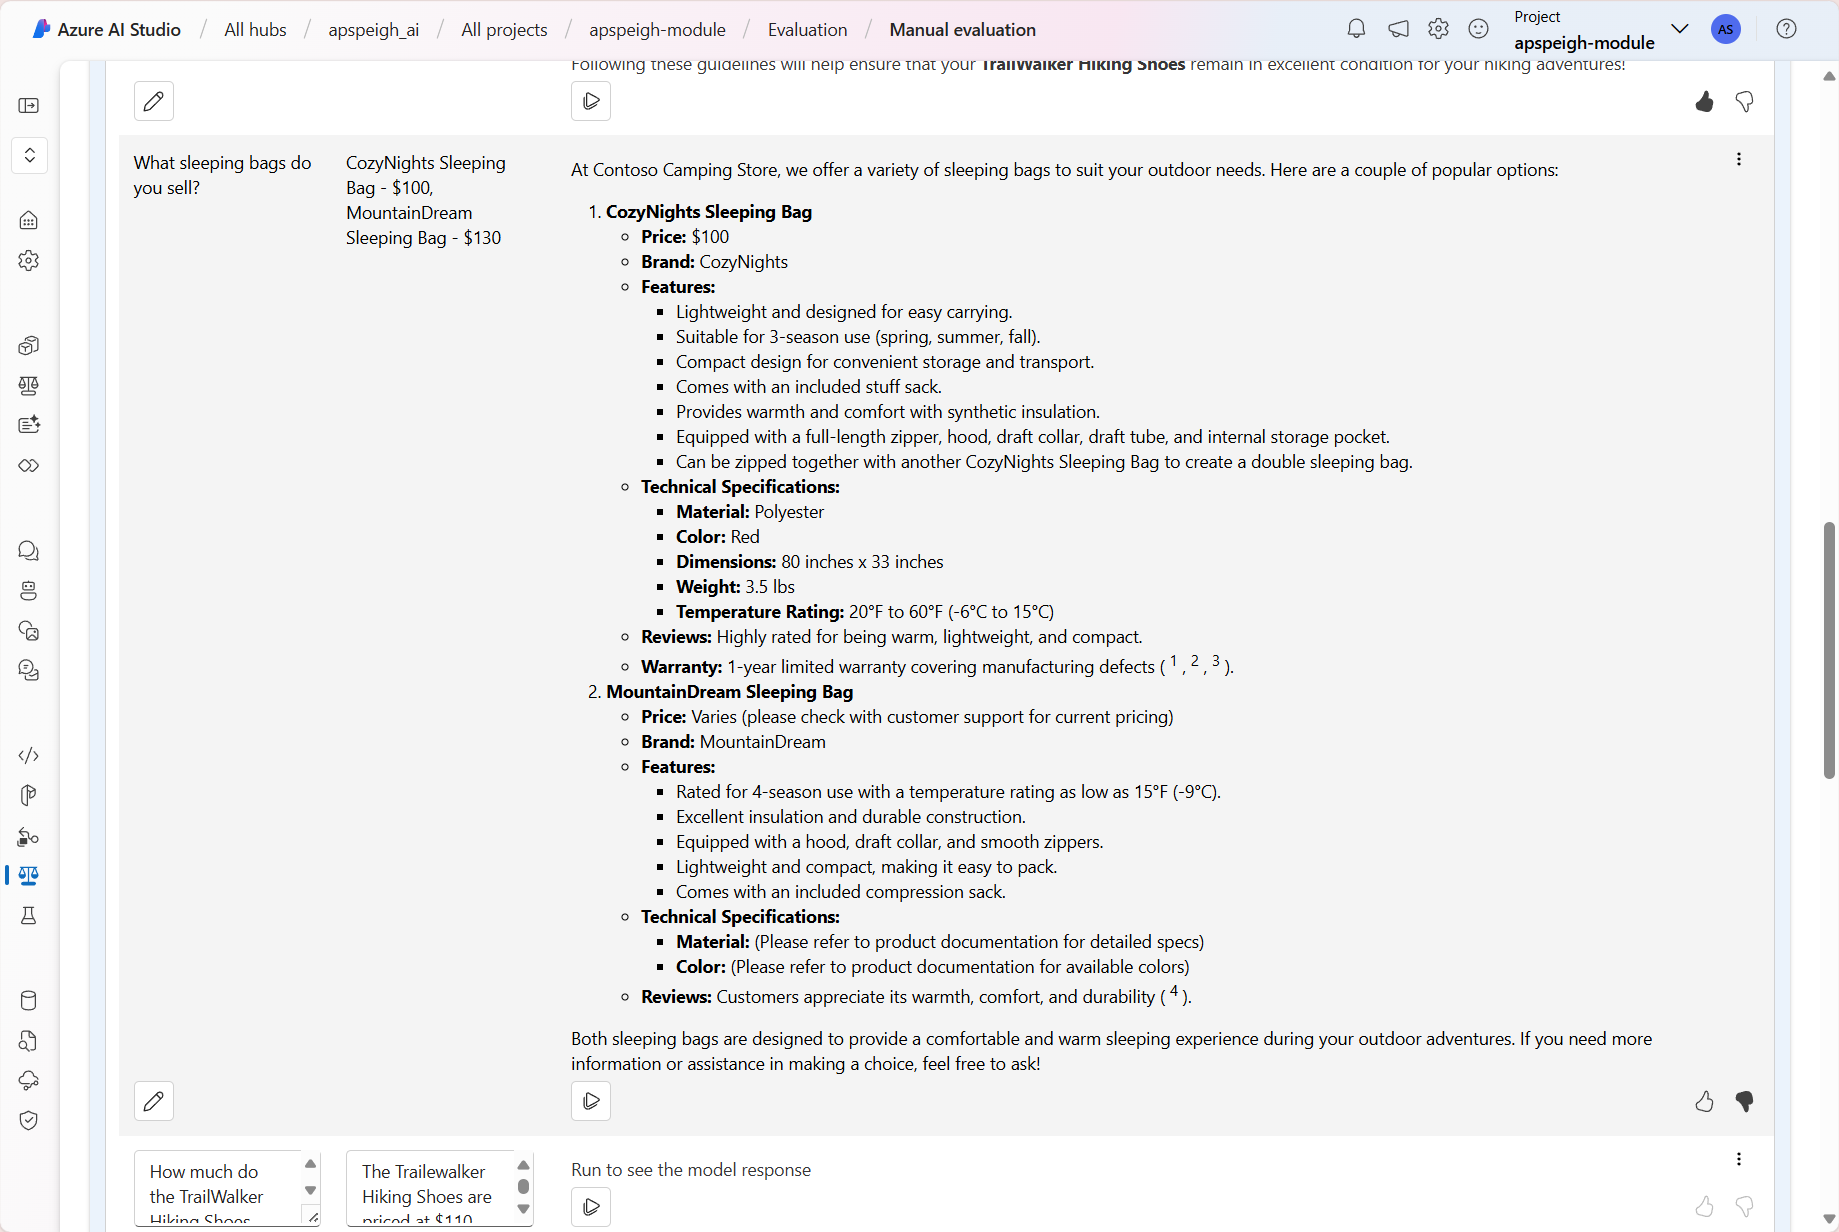 Azure AI Studio / All hubs / apspeigh_ai / All projects / apspeigh-module / Evaluation / Manual evaluation
Project
apspeigh-module
AS
Following these guidelines will help ensure that your TrailWalker Hiking Shoes remain in excellent condition for your hiking adventures!
What sleeping bags do
you sell?
CozyNights Sleeping
Bag - $100,
MountainDream
Sleeping Bag - $130
At Contoso Camping Store, we offer a variety of sleeping bags to suit your outdoor needs. Here are a couple of popular options:
1. CozyNights Sleeping Bag
Price: $100
Brand: CozyNights
Features:
Lightweight and designed for easy carrying.
Suitable for 3-season use (spring, summer, fall).
Compact design for convenient storage and transport.
Comes with an included stuff sack.
Provides warmth and comfort with synthetic insulation.
Equipped with a full-length zipper, hood, draft collar, draft tube, and internal storage pocket.
Can be zipped together with another CozyNights Sleeping Bag to create a double sleeping bag.
Technical Specifications:
Material: Polyester
Color: Red
Dimensions: 80 inches x 33 inches
Weight: 3.5 lbs
Temperature Rating: 20°F to 60°F (-6°C to 15°C)
Reviews: Highly rated for being warm, lightweight, and compact.
Warranty: 1-year limited warranty covering manufacturing defects ( 1 , 2 , 3 ).
2. MountainDream Sleeping Bag
Price: Varies (please check with customer support for current pricing)
Brand: MountainDream
Features:
Rated for 4-season use with a temperature rating as low as 15°F (-9°C).
Excellent insulation and durable construction.
Equipped with a hood, draft collar, and smooth zippers.
Lightweight and compact, making it easy to pack.
Comes with an included compression sack.
Technical Specifications:
Material: (Please refer to product documentation for detailed specs)
Color: (Please refer to product documentation for available colors)
Reviews: Customers appreciate its warmth, comfort, and durability ( 4 ).
Both sleeping bags are designed to provide a comfortable and warm sleeping experience during your outdoor adventures. If you need more
information or assistance in making a choice, feel free to ask!
How much do
the TrailWalker
Hiking Shoes
The Trailewalker
Hiking Shoes are
priced at $110
Run to see the model response